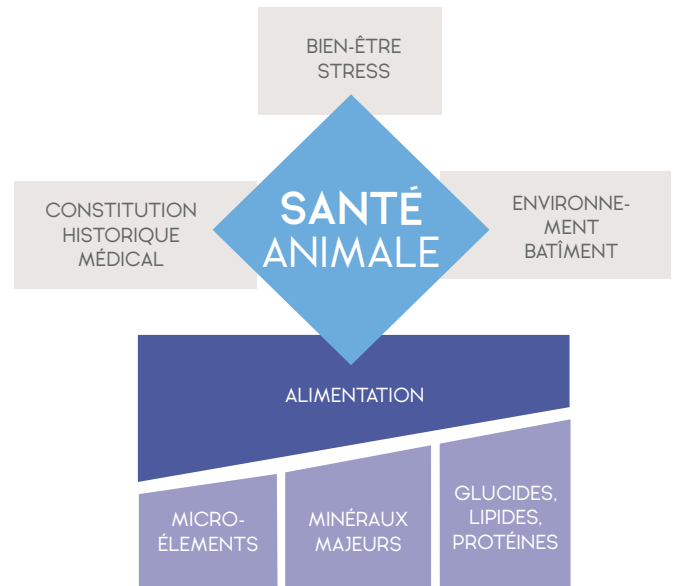 BIEN-ÊTRE
STRESS
CONSTITUTION
HISTORIQUE
MÉDICAL
SANTÉ
ANIMALE
ENVIRONNE-
MENT
BATÎMENT
ALIMENTATION
MICRO-
ÉLEMENTS
MINÉRAUX
MAJEURS
GLUCIDES,
LIPIDES,
PROTÉINES